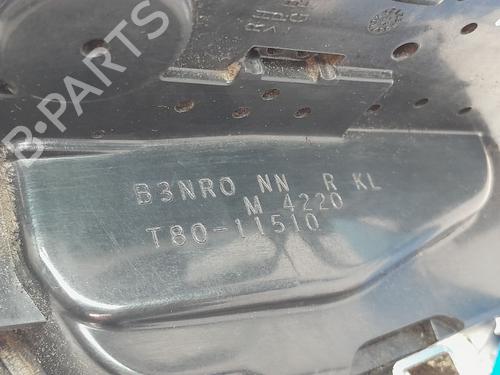 B-PARTS
B3NRO NN R KL
M 4220
T80-11510